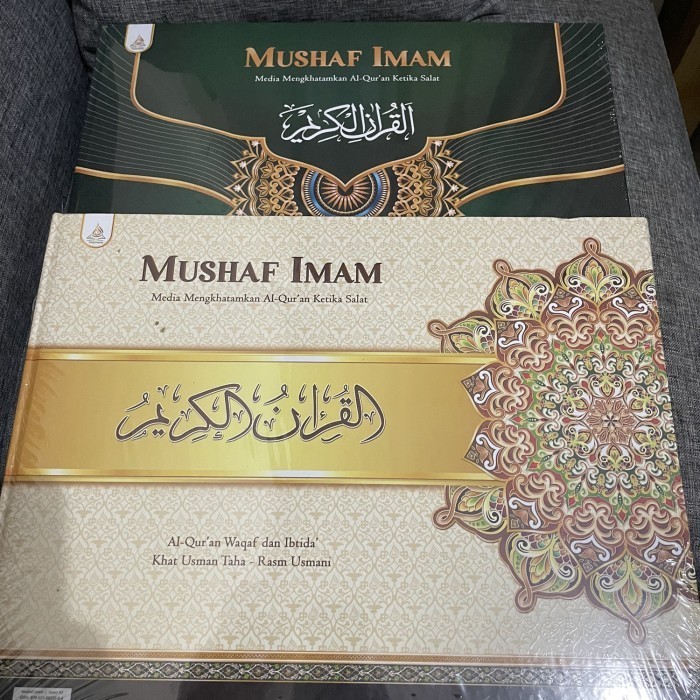 MUSHAF IMAM
Media Mengkhatamkan Al-Qur'an Ketika Salat
القرآن الكريم
MUSHAF IMAM
Media Mengkhatamkan Al-Qur'an Ketika Salat
القرآن الكريم
Al-Qur'an Waqaf dan Ibtida'
Khat Usman Taha - Rasm Usmani